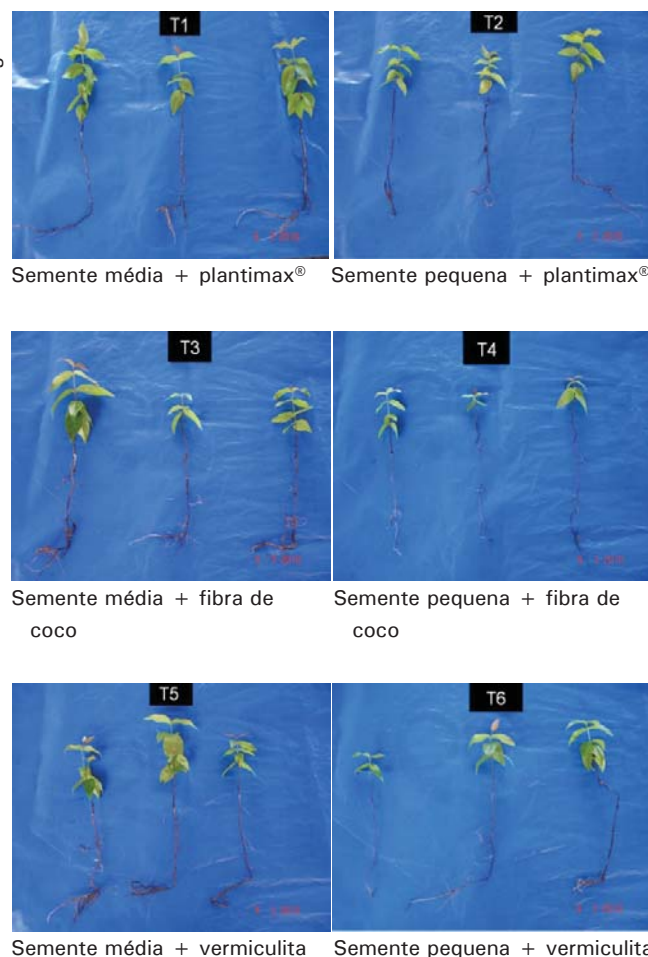 T1
T2
Semente média + plantimax®
Semente pequena + plantimax®
T3
T4
Semente média + fibra de
coco
Semente pequena + fibra de
coco
T5
T6
Semente média + vermiculita
Semente pequena + vermiculita